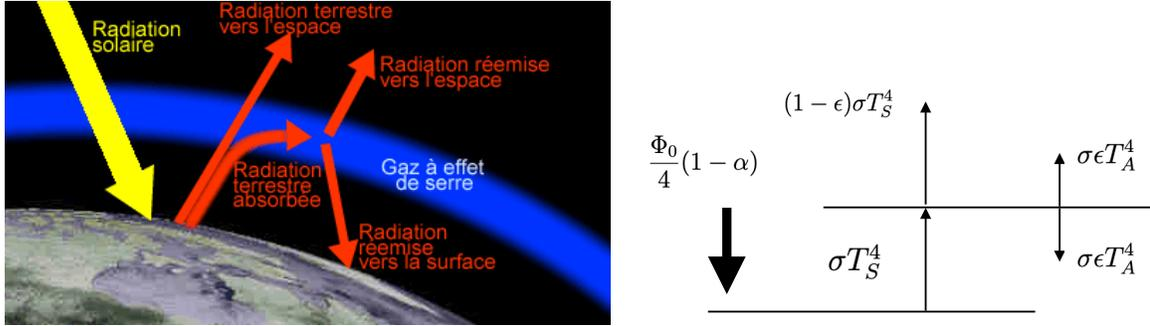 Radiation
solaire
Radiation terrestre
vers l'espace
Radiation réemise
vers l'espace
Gaz à effet
de serre
Radiation
terrestre
absorbée
Radiation
réemise
vers la surface
(1 − ϵ)σT_S^4
Φ_0/4 (1 − α)
σϵT_A^4
σT_S^4
σϵT_A^4